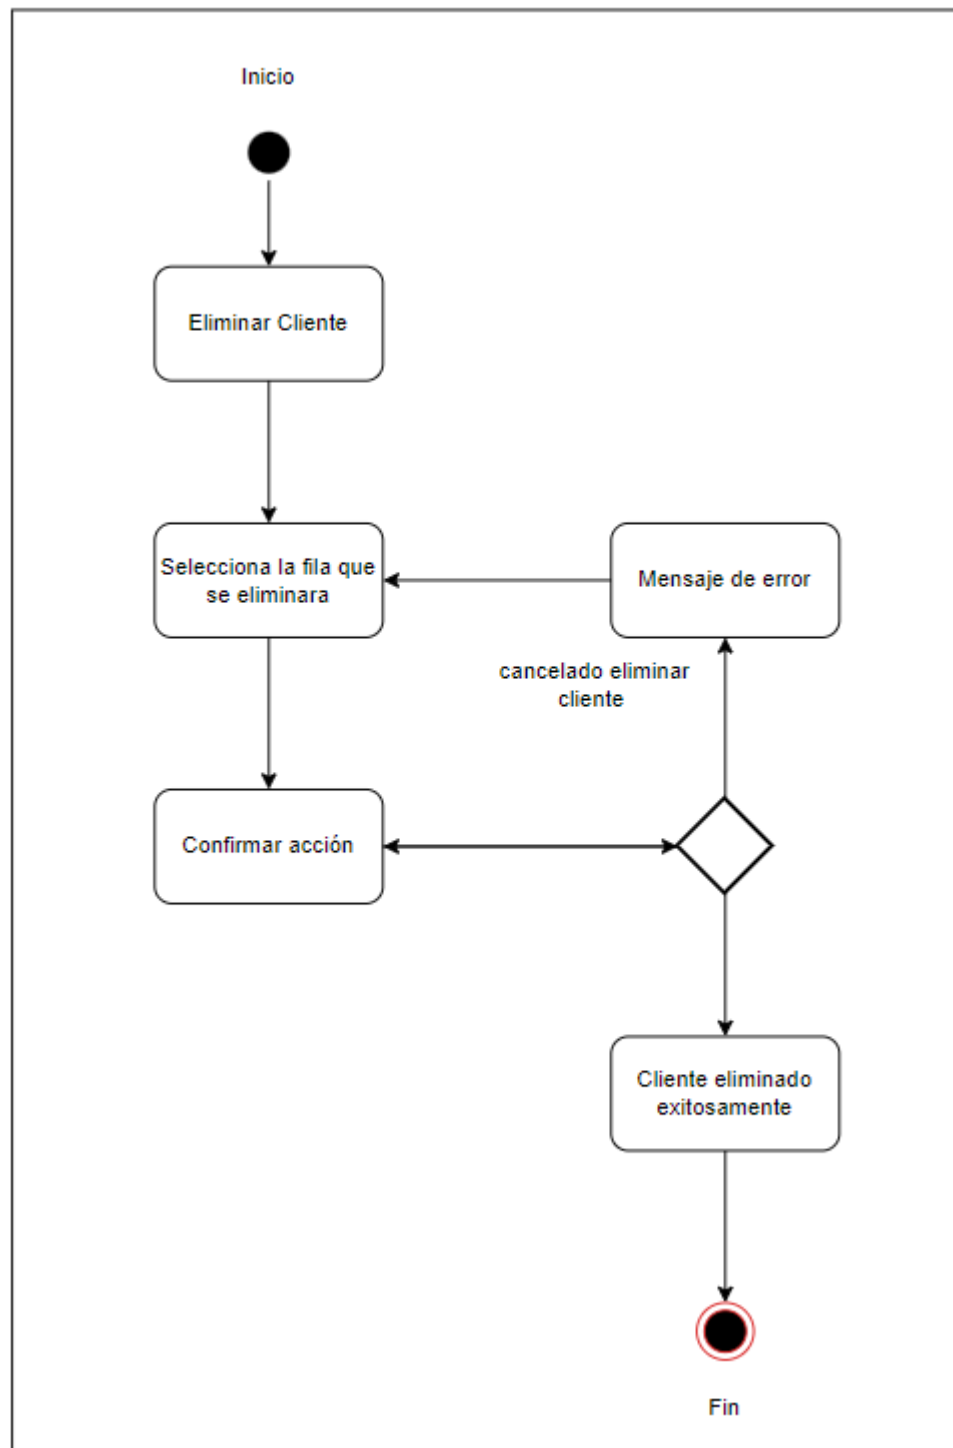 Inicio
Eliminar Cliente
Selecciona la fila que
se eliminara
Mensaje de error
cancelado eliminar
cliente
Confirmar acción
Cliente eliminado
exitosamente
Fin